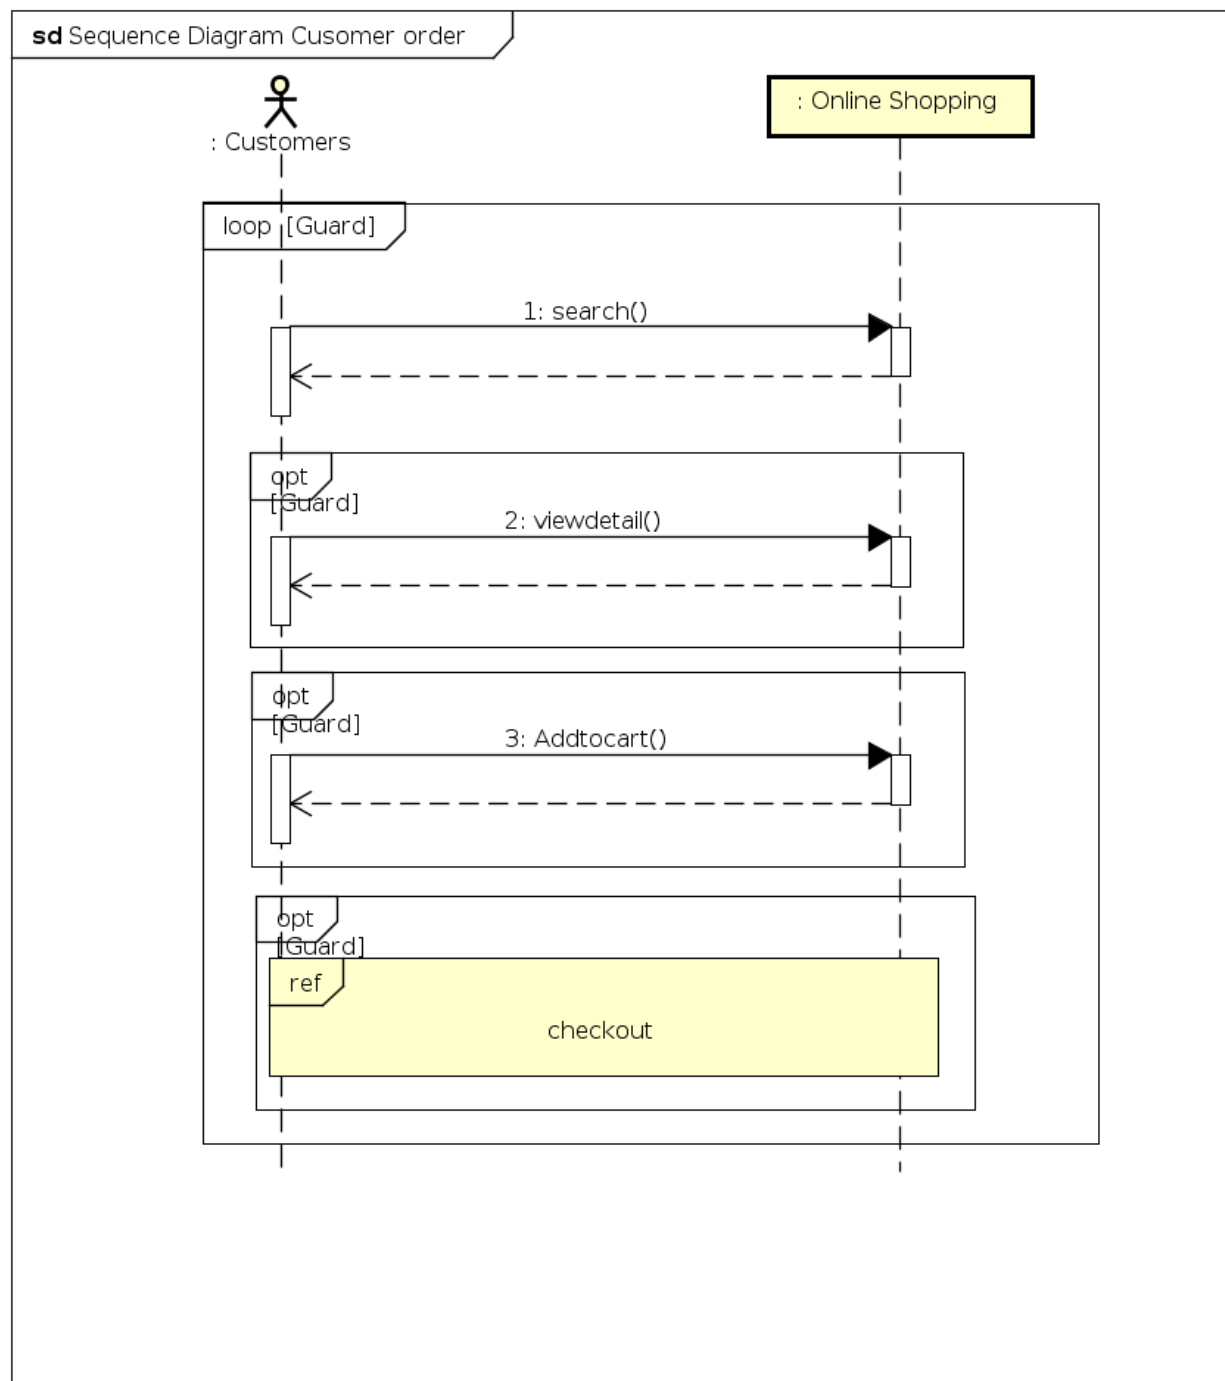 sd Sequence Diagram Cusomer order
: Customers
: Online Shopping
loop [Guard]
1: search()
opt
[Guard]
2: viewdetail()
opt
[Guard]
3: Addtocart()
opt
[Guard]
ref
checkout